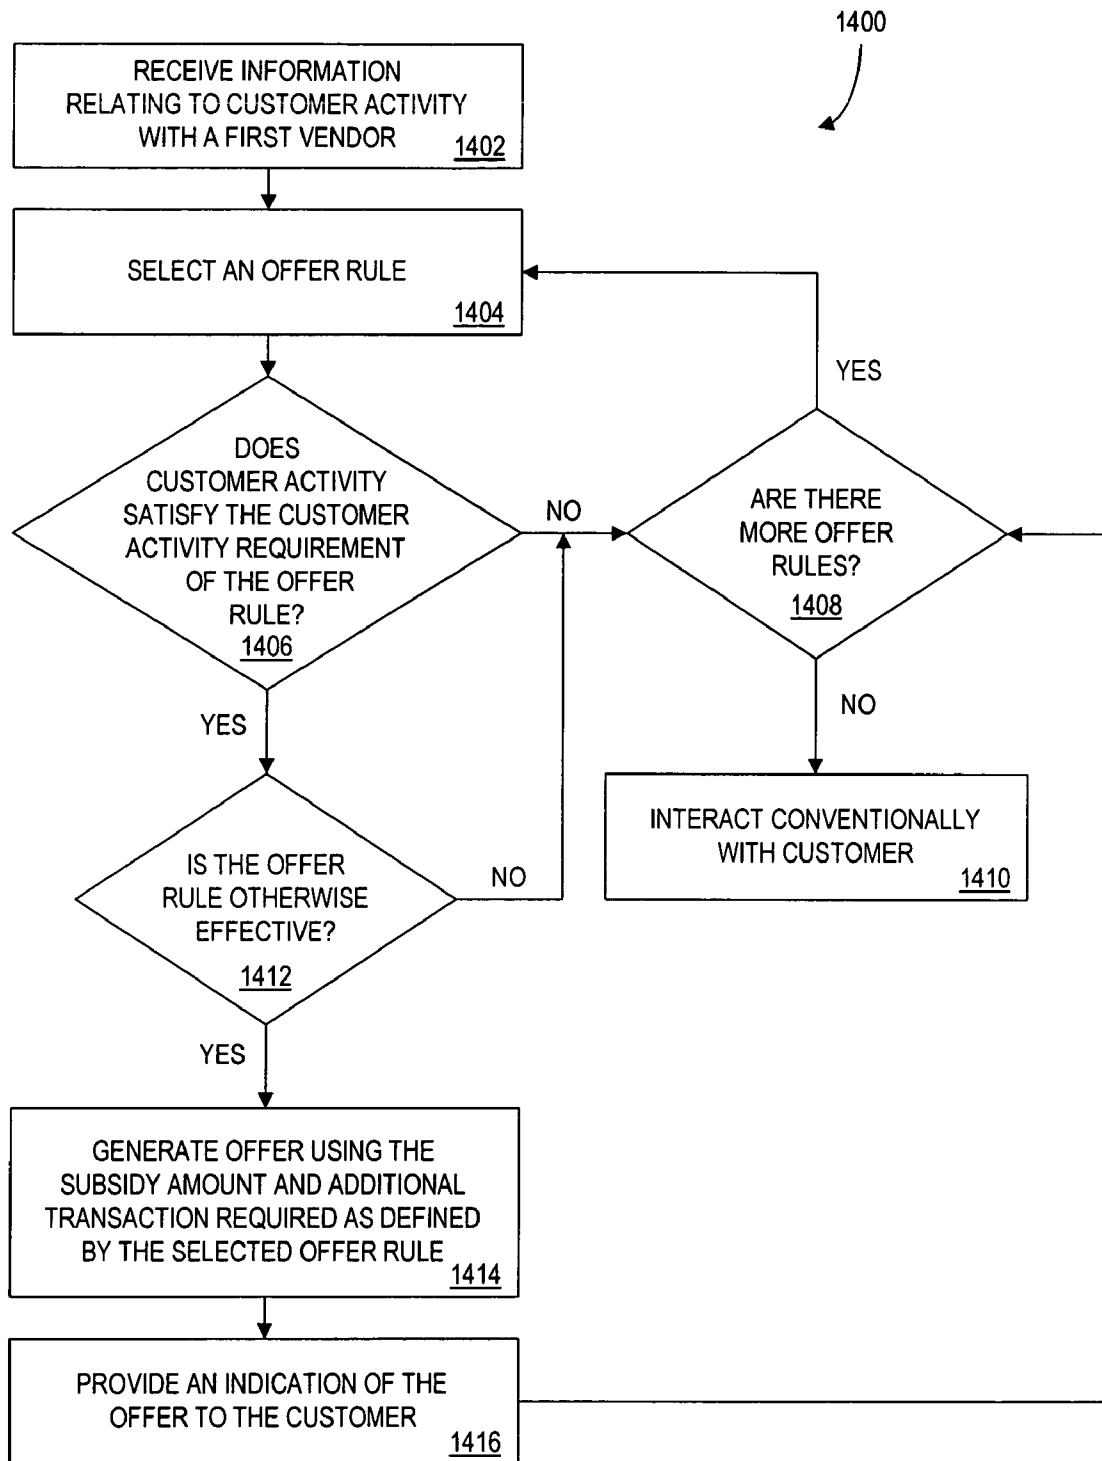 1400
RECEIVE INFORMATION
RELATING TO CUSTOMER ACTIVITY
WITH A FIRST VENDOR
1402
SELECT AN OFFER RULE
1404
DOES
CUSTOMER ACTIVITY
SATISFY THE CUSTOMER
ACTIVITY REQUIREMENT
OF THE OFFER
RULE?
1406
NO
ARE THERE
MORE OFFER
RULES?
1408
YES
NO
INTERACT CONVENTIONALLY
WITH CUSTOMER
1410
YES
IS THE OFFER
RULE OTHERWISE
EFFECTIVE?
1412
NO
YES
GENERATE OFFER USING THE
SUBSIDY AMOUNT AND ADDITIONAL
TRANSACTION REQUIRED AS DEFINED
BY THE SELECTED OFFER RULE
1414
PROVIDE AN INDICATION OF THE
OFFER TO THE CUSTOMER
1416